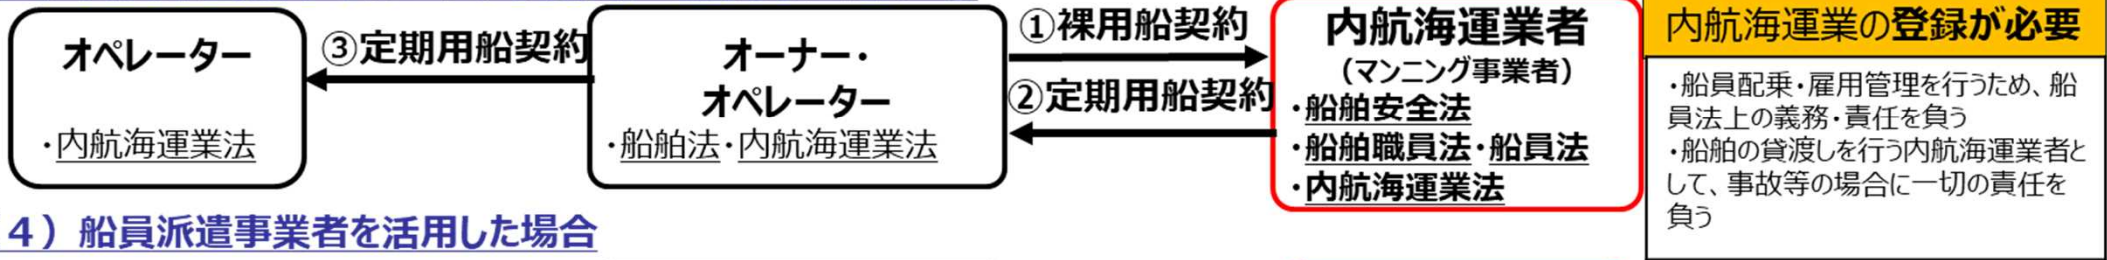 オペレーター
・内航海運業法
③定期用船契約
オーナー・
オペレーター
・船舶法・内航海運業法
①裸用船契約
②定期用船契約
内航海運業者
（マンニング事業者）
・船舶安全法
・船舶職員法・船員法
・内航海運業法
内航海運業の登録が必要
・船員配乗・雇用管理を行うため、船
員法上の義務・責任を負う
・船舶の貸渡しを行う内航海運業者と
して、事故等の場合に一切の責任を
負う
４）船員派遣事業者を活用した場合